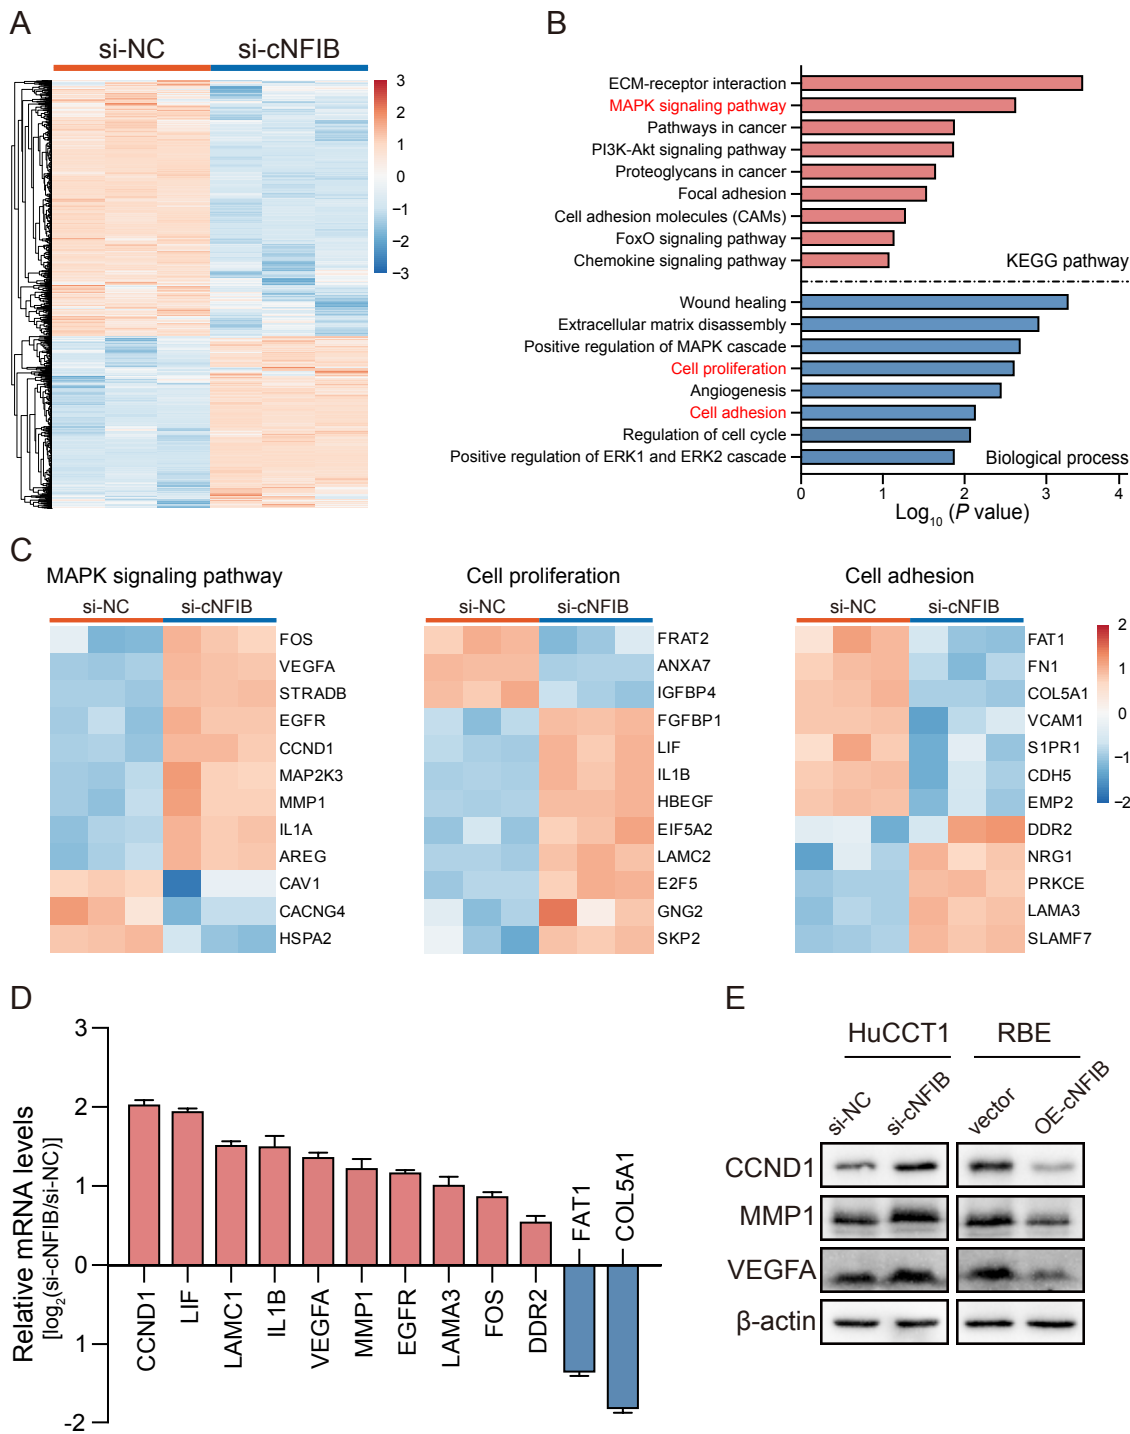 A
si-NC si-cNFIB
3
2
1
0
−1
−2
−3
B
ECM-receptor interaction
MAPK signaling pathway
Pathways in cancer
PI3K-Akt signaling pathway
Proteoglycans in cancer
Focal adhesion
Cell adhesion molecules (CAMs)
FoxO signaling pathway
Chemokine signaling pathway
KEGG pathway
Wound healing
Extracellular matrix disassembly
Positive regulation of MAPK cascade
Cell proliferation
Angiogenesis
Cell adhesion
Regulation of cell cycle
Positive regulation of ERK1 and ERK2 cascade
Biological process
0 1 2 3 4
Log10 (P value)
C
MAPK signaling pathway
si-NC si-cNFIB
FOS
VEGFA
STRADB
EGFR
CCND1
MAP2K3
MMP1
IL1A
AREG
CAV1
CACNG4
HSPA2
Cell proliferation
si-NC si-cNFIB
FRAT2
ANXA7
IGFBP4
FGFBP1
LIF
IL1B
HBEGF
EIF5A2
LAMC2
E2F5
GNG2
SKP2
Cell adhesion
si-NC si-cNFIB
FAT1
FN1
COL5A1
VCAM1
S1PR1
CDH5
EMP2
DDR2
NRG1
PRKCE
LAMA3
SLAMF7
2
1
0
−1
−2
D
Relative mRNA levels
[log2(si-cNFIB/si-NC)]
3
2
1
0
1
-2
CCND1
LIF
LAMC1
IL1B
VEGFA
MMP1
EGFR
LAMA3
FOS
DDR2
FAT1
COL5A1
E
HuCCT1 RBE
si-NC si-cNFIB vector OE-cNFIB
CCND1
MMP1
VEGFA
β-actin